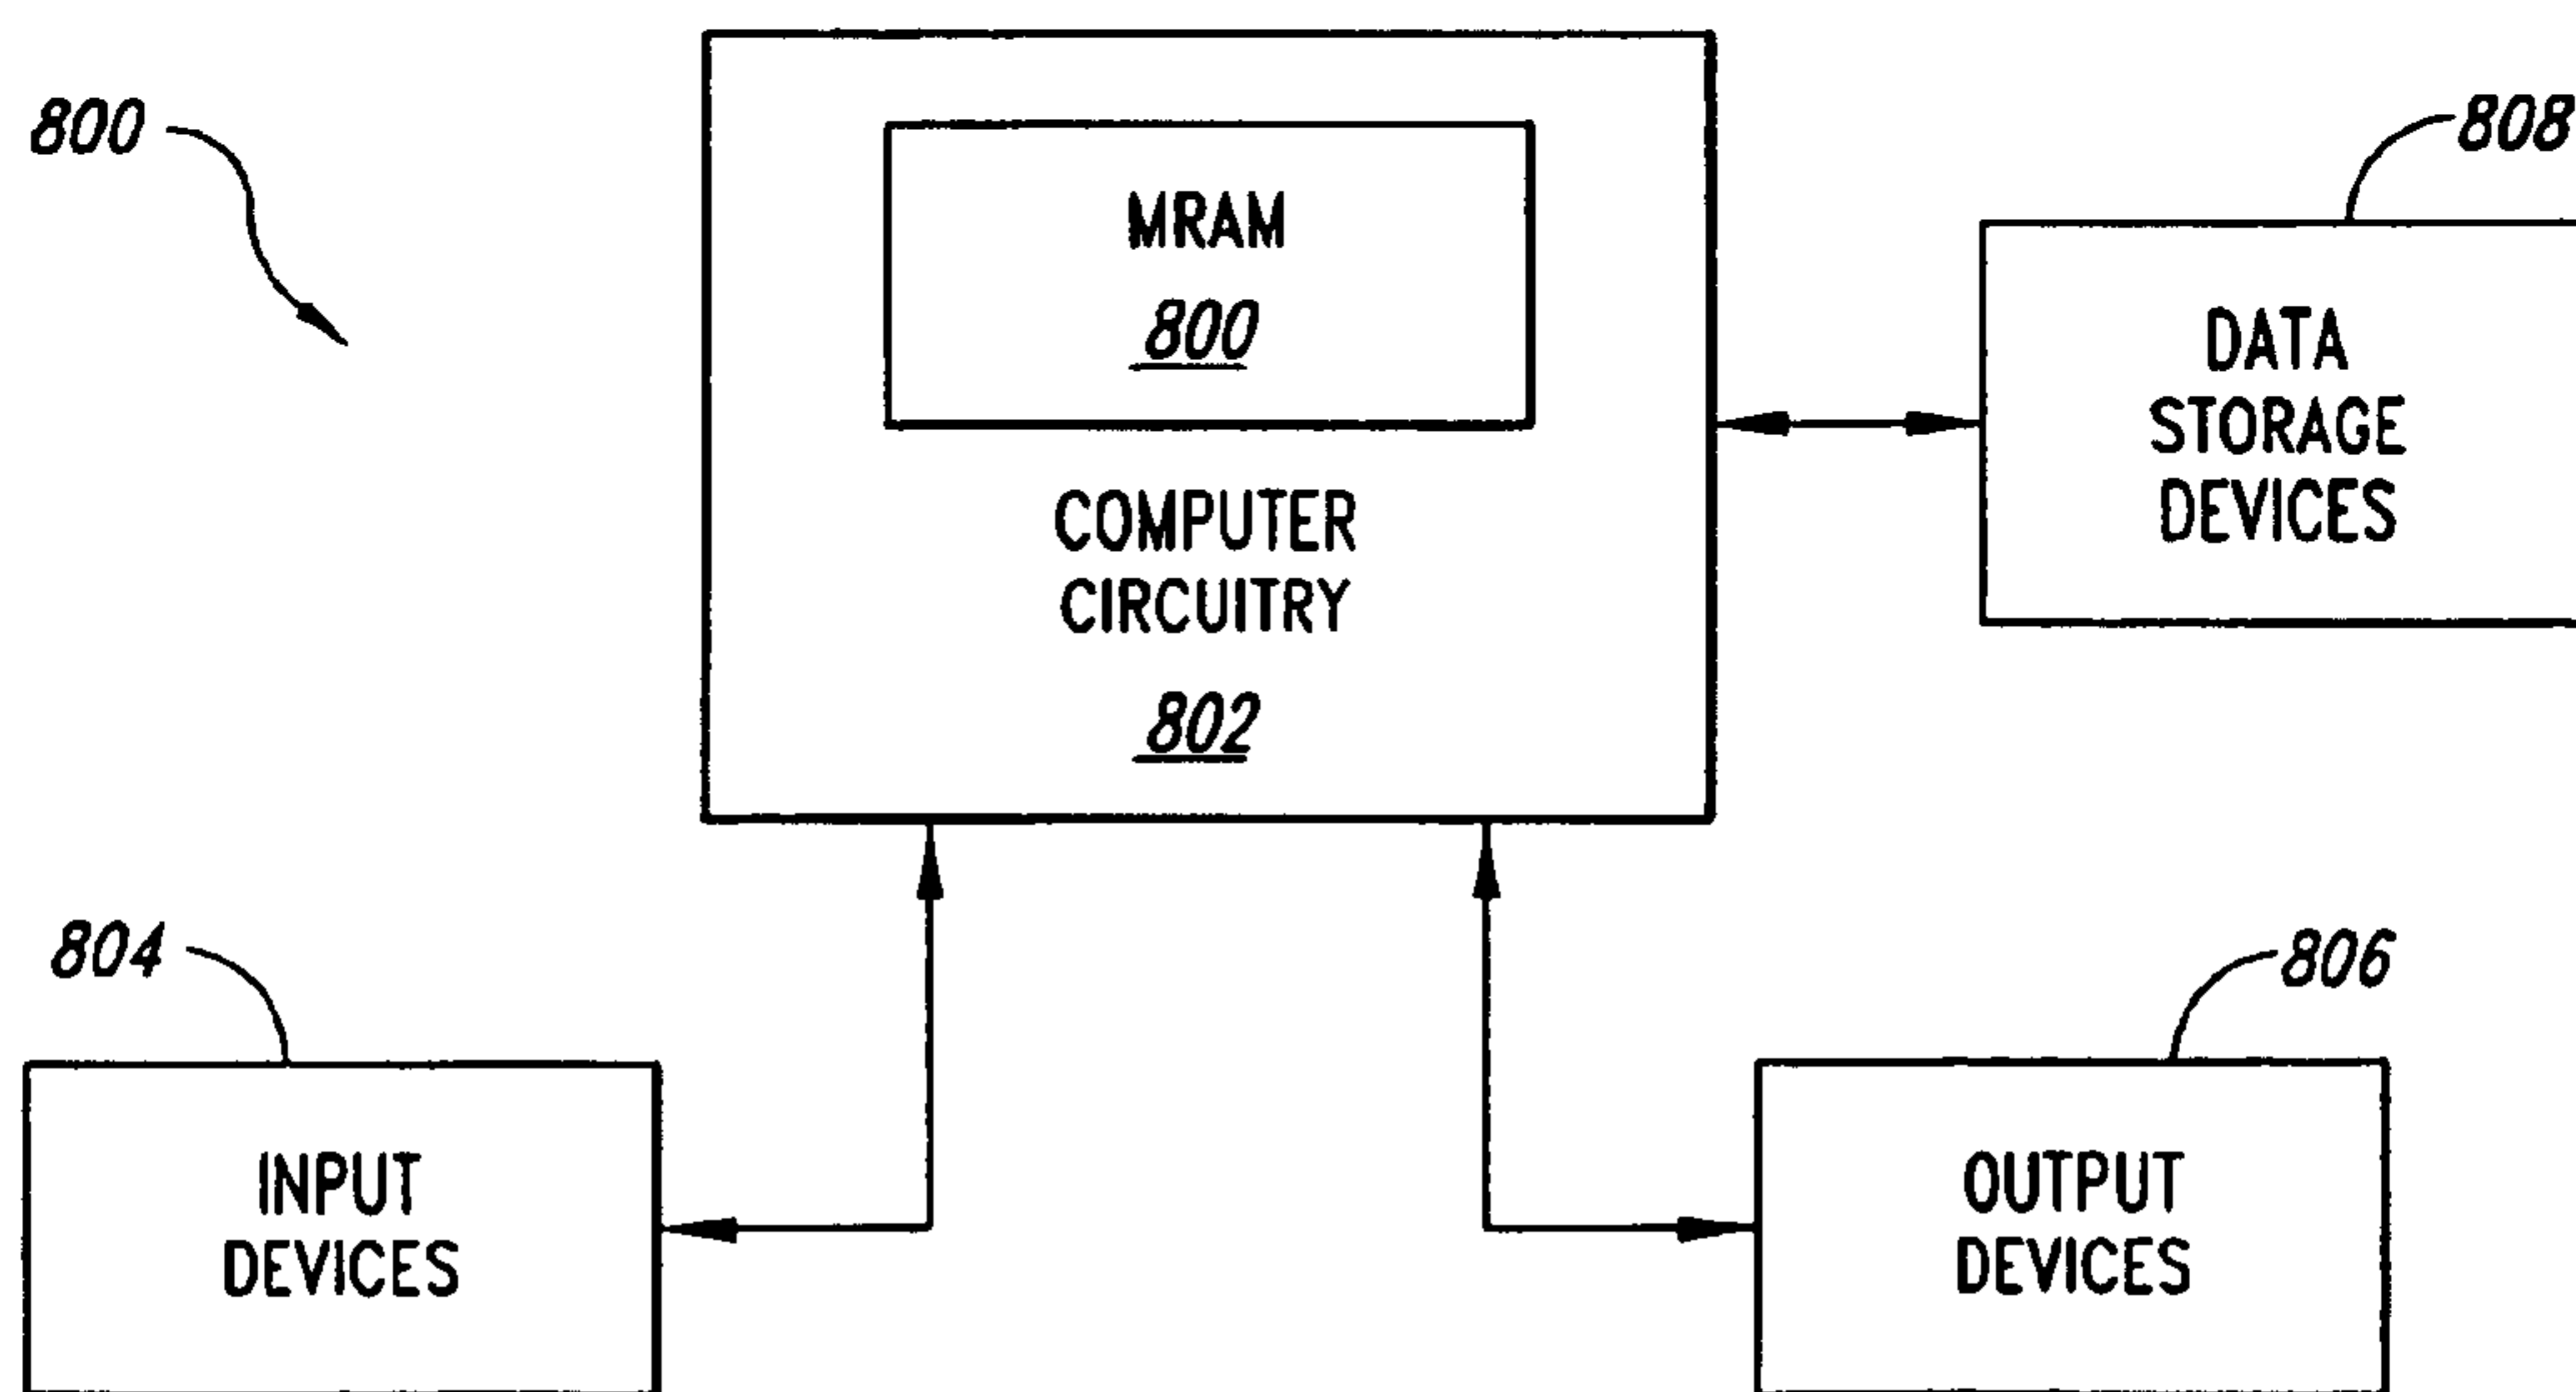 800
MRAM
800
COMPUTER
CIRCUITRY
802
808
DATA
STORAGE
DEVICES
804
INPUT
DEVICES
806
OUTPUT
DEVICES